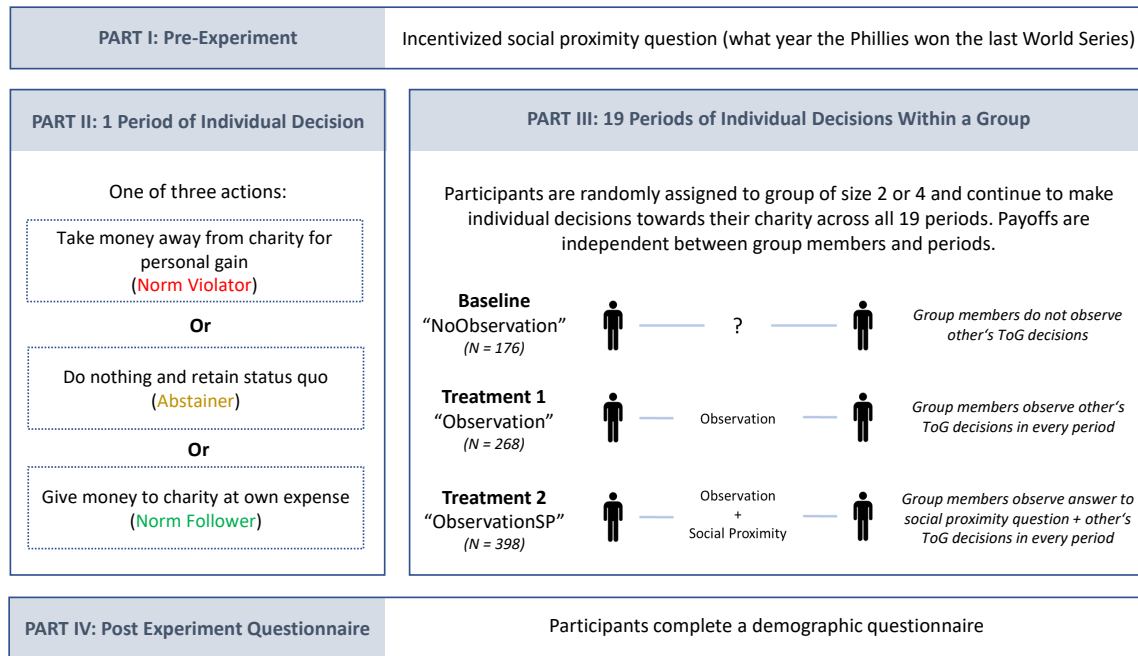 PART I: Pre-Experiment
Incentivized social proximity question (what year the Phillies won the last World Series)
PART II: 1 Period of Individual Decision
One of three actions:
Take money away from charity for
personal gain
(Norm Violator)
Or
Do nothing and retain status quo
(Abstainer)
Or
Give money to charity at own expense
(Norm Follower)
PART III: 19 Periods of Individual Decisions Within a Group
Participants are randomly assigned to group of size 2 or 4 and continue to make
individual decisions towards their charity across all 19 periods. Payoffs are
independent between group members and periods.
Baseline
“NoObservation”
(N = 176)
?
Group members do not observe
other‘s ToG decisions
Treatment 1
“Observation”
(N = 268)
Observation
Group members observe other‘s
ToG decisions in every period
Treatment 2
“ObservationSP”
(N = 398)
Observation
+
Social Proximity
Group members observe answer to
social proximity question + other‘s
ToG decisions in every period
PART IV: Post Experiment Questionnaire
Participants complete a demographic questionnaire